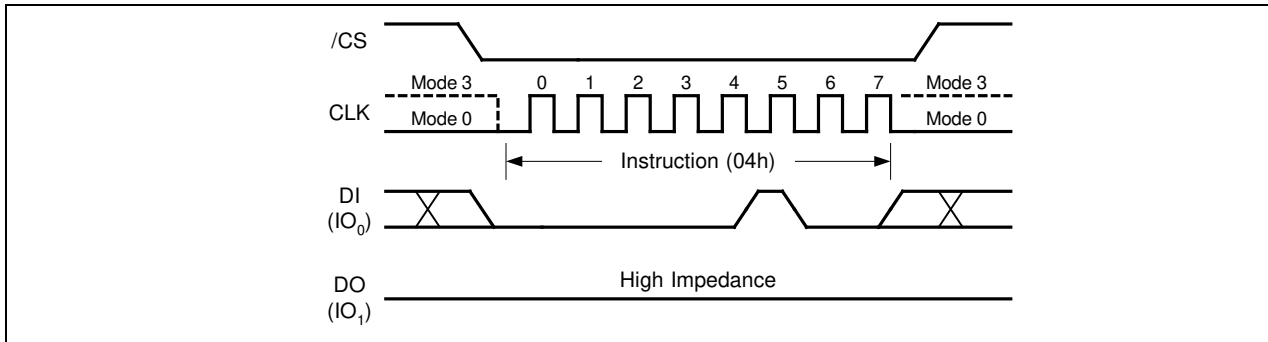 /CS
Mode 3 0 1 2 3 4 5 6 7 Mode 3
CLK
Mode 0 Mode 0
Instruction (04h)
DI
(IO₀)
High Impedance
DO
(IO₁)